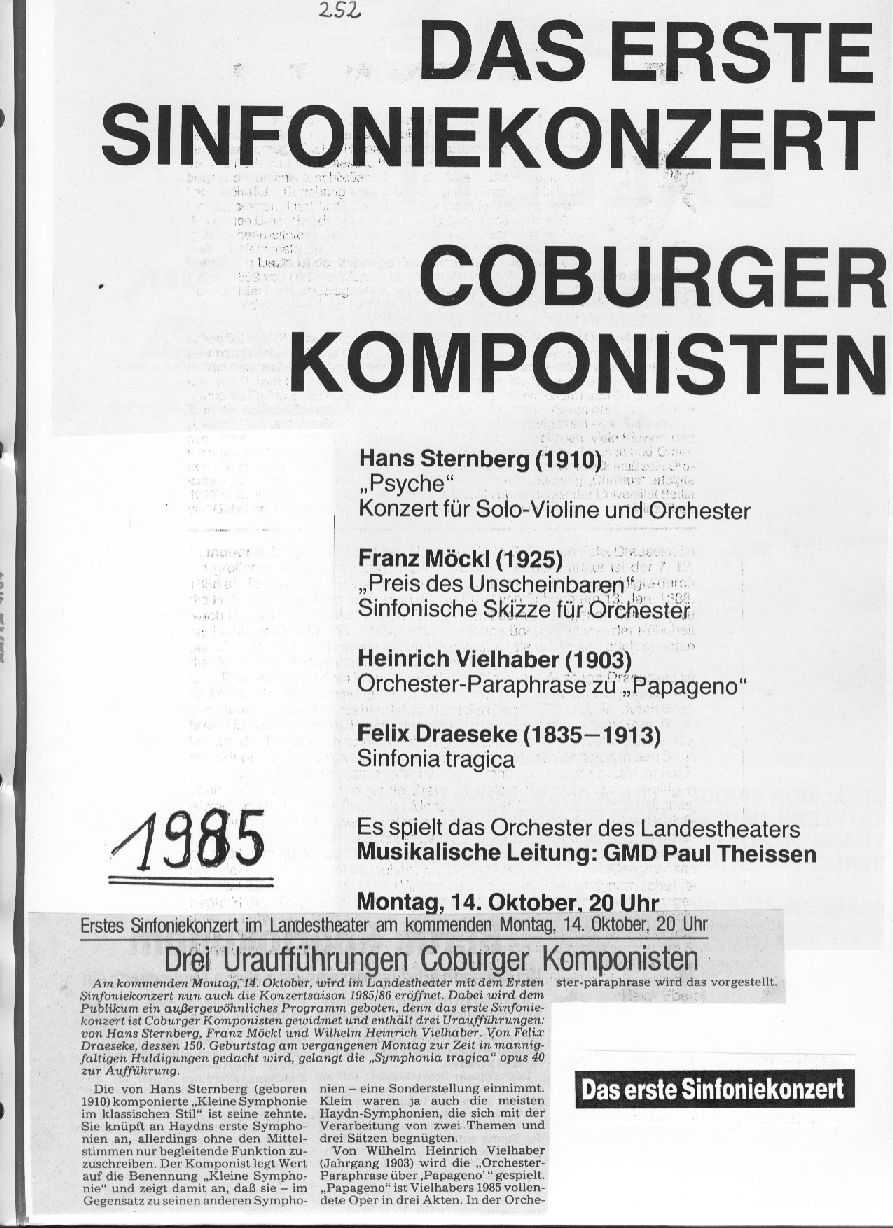 252
DAS ERSTE
SINFONIEKONZERT
COBURGER
KOMPONISTEN
Hans Sternberg (1910)
„Psyche“
Konzert für Solo-Violine und Orchester
Franz Möckl (1925)
„Preis des Unscheinbaren“
Sinfonische Skizze für Orchester
Heinrich Vielhaber (1903)
Orchester-Paraphrase zu „Papageno“
Felix Draeseke (1835–1913)
Sinfonia tragica
1985
Es spielt das Orchester des Landestheaters
Musikalische Leitung: GMD Paul Theissen
Montag, 14. Oktober, 20 Uhr
Erstes Sinfoniekonzert im Landestheater am kommenden Montag, 14. Oktober, 20 Uhr
Drei Uraufführungen Coburger Komponisten
Am kommenden Montag, 14. Oktober, wird im Landestheater mit dem Ersten
Sinfoniekonzert nun auch die Konzertsaison 1985/86 eröffnet. Dabei wird dem
Publikum ein außergewöhnliches Programm geboten, denn das erste Sinfonie-
konzert ist Coburger Komponisten gewidmet und enthält drei Uraufführungen:
von Hans Sternberg, Franz Möckl und Wilhelm Heinrich Vielhaber. Von Felix
Draeseke, dessen 150. Geburtstag am vergangenen Montag zur Zeit in mannig-
faltigen Huldigungen gedacht wird, gelangt die „Symphonia tragica“ opus 40
zur Aufführung.
Die von Hans Sternberg (geboren
1910) komponierte „Kleine Symphonie
im klassischen Stil“ ist seine zehnte.
Sie knüpft an Haydns erste Sympho-
nien an, allerdings ohne den Mittel-
stimmen nur begleitende Funktion zu-
zuschreiben. Der Komponist legt Wert
auf die Benennung „Kleine Sympho-
nie“ und zeigt damit an, daß sie – im
Gegensatz zu seinen anderen Sympho-
nien – eine Sonderstellung einnimmt.
Klein waren ja auch die meisten
Haydn-Symphonien, die sich mit der
Verarbeitung von zwei Themen und
drei Sätzen begnügten.
Von Wilhelm Heinrich Vielhaber
(Jahrgang 1903) wird die „Orchester-
Paraphrase über „Papageno“ gespielt.
„Papageno“ ist Vielhabers 1985 vollen-
dete Oper in drei Akten. In der Orche-
ster-paraphrase wird das vorgestellt.
Das erste Sinfoniekonzert